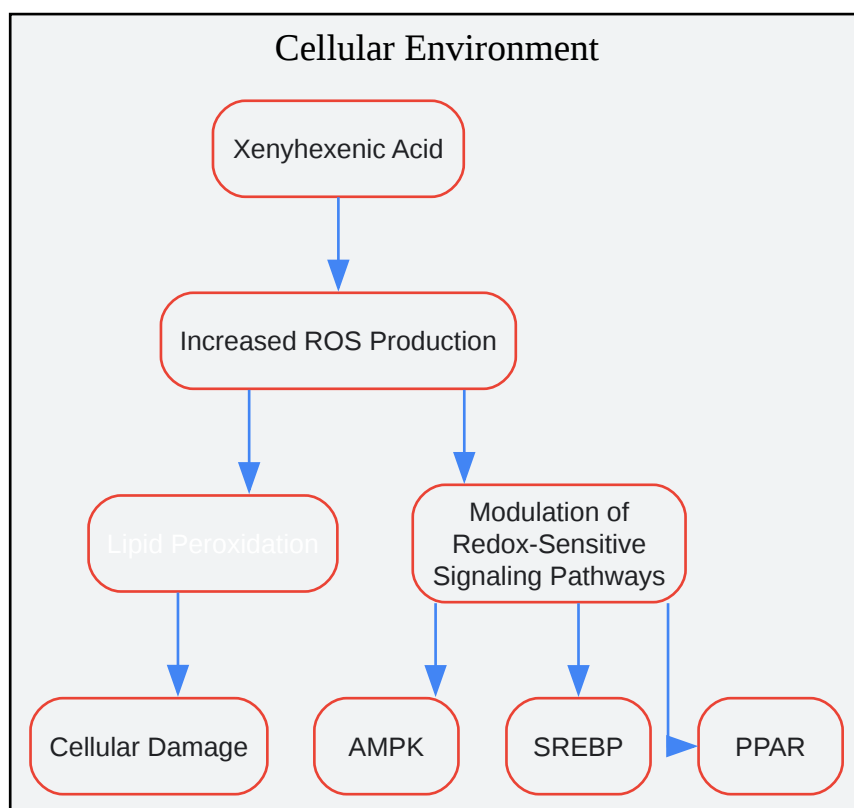 Cellular Environment
Xenyhexenic Acid
Increased ROS Production
Lipid Peroxidation
Modulation of
Redox-Sensitive
Signaling Pathways
Cellular Damage
AMPK
SREBP
PPAR